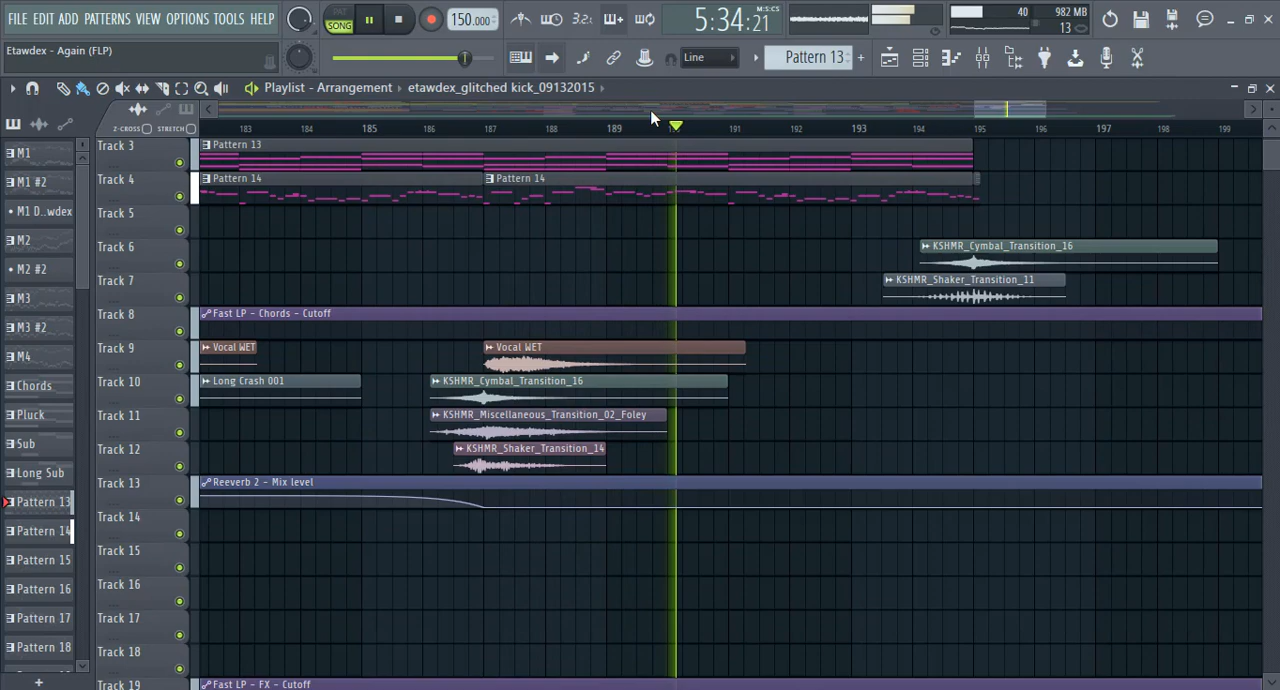 FILE EDIT ADD PATTERNS VIEW OPTIONS TOOLS HELP
PAT
SONG
150.000
3.2.
5:34:21
M:S:CS
40
982 MB
13
Etawdex - Again (FLP)
Line
Pattern 13
Playlist - Arrangement
etawdex_glitched kick_09132015
Z-CROSS
STRETCH
183
184
185
186
187
188
189
191
192
193
194
195
196
197
198
199
M1
M1 #2
M1 D..wdex
M2
M2 #2
M3
M3 #2
M4
Chords
Pluck
Sub
Long Sub
Pattern 13
Pattern 14
Pattern 15
Pattern 16
Pattern 17
Pattern 18
Track 3
Pattern 13
Track 4
Pattern 14
Pattern 14
Track 5
Track 6
KSHMR_Cymbal_Transition_16
Track 7
KSHMR_Shaker_Transition_11
Track 8
Fast LP - Chords - Cutoff
Track 9
Vocal WET
Vocal WET
Track 10
Long Crash 001
KSHMR_Cymbal_Transition_16
Track 11
KSHMR_Miscellaneous_Transition_02_Foley
Track 12
KSHMR_Shaker_Transition_14
Track 13
Reeverb 2 - Mix level
Track 14
Track 15
Track 16
Track 17
Track 18
Track 19
Fast LP - FX - Cutoff